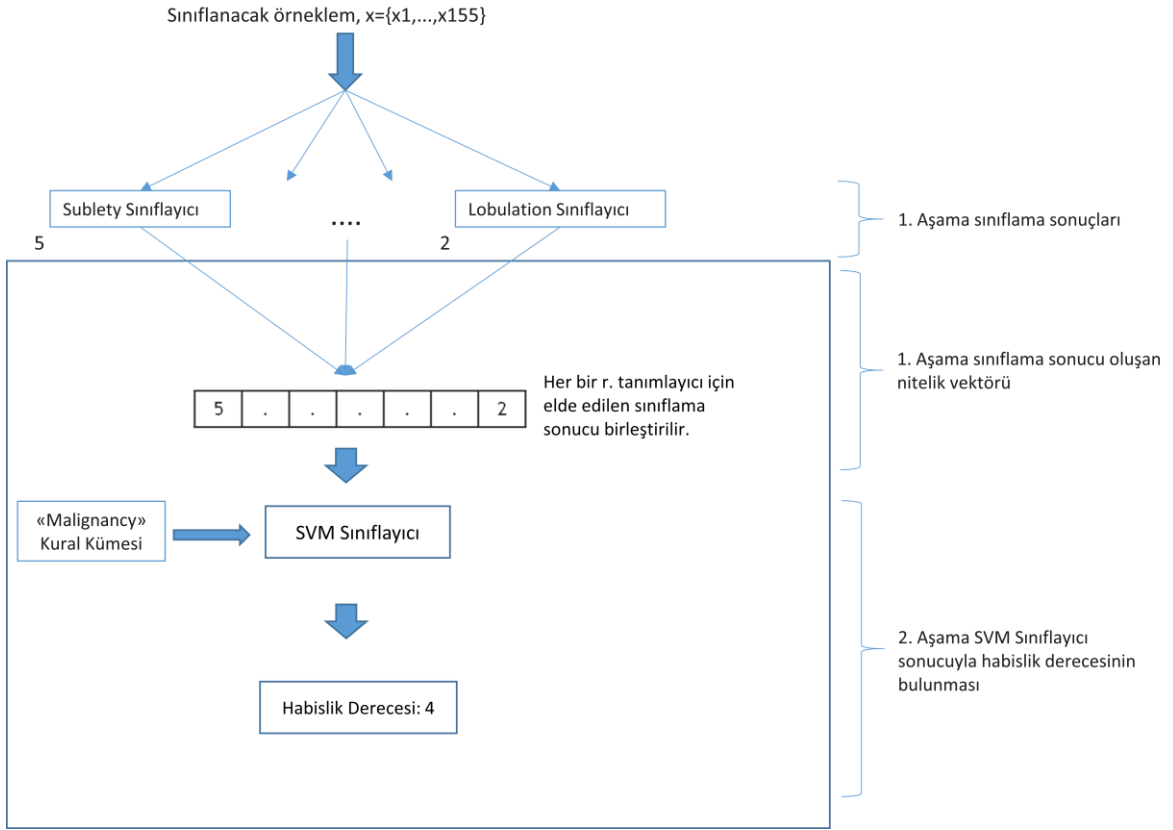 Sınıflanacak örneklem, x={x1,...,x155}
Sublety Sınıflayıcı
....
Lobulation Sınıflayıcı
1. Aşama sınıflama sonuçları
5
2
1. Aşama sınıflama sonucu oluşan
nitelik vektörü
Her bir r. tanımlayıcı için
elde edilen sınıflama
sonucu birleştirilir.
5 . . . . . 2
«Malignancy»
Kural Kümesi
SVM Sınıflayıcı
2. Aşama SVM Sınıflayıcı
sonucuyla habislik derecesinin
bulunması
Habislik Derecesi: 4